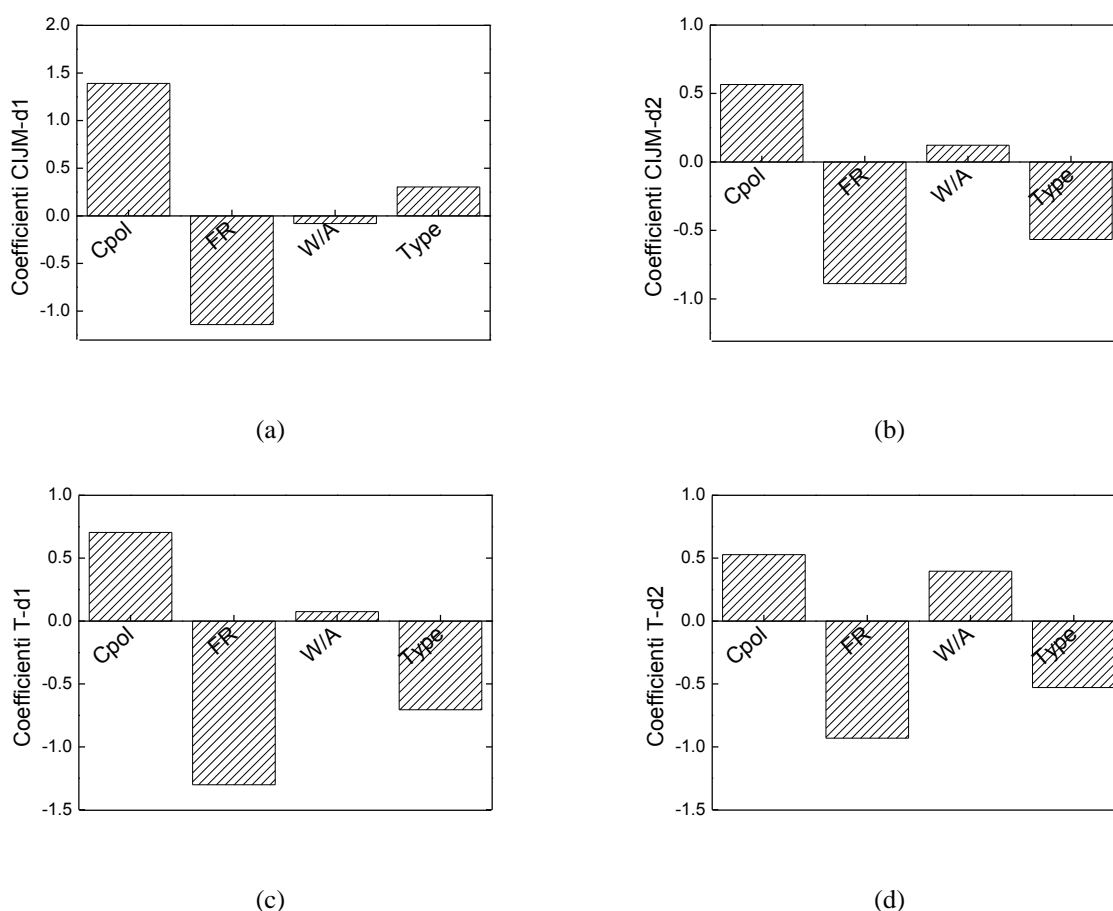 Coefficienti CIJM-d1
2.0
1.5
1.0
0.5
0.0
-0.5
-1.0
Cpol
FR
W/A
Type
(a)
Coefficienti CIJM-d2
1.0
0.5
0.0
-0.5
-1.0
Cpol
FR
W/A
Type
(b)
Coefficienti T-d1
1.0
0.5
0.0
-0.5
-1.0
-1.5
Cpol
FR
W/A
Type
(c)
Coefficienti T-d2
1.0
0.5
0.0
-0.5
-1.0
-1.5
Cpol
FR
W/A
Type
(d)